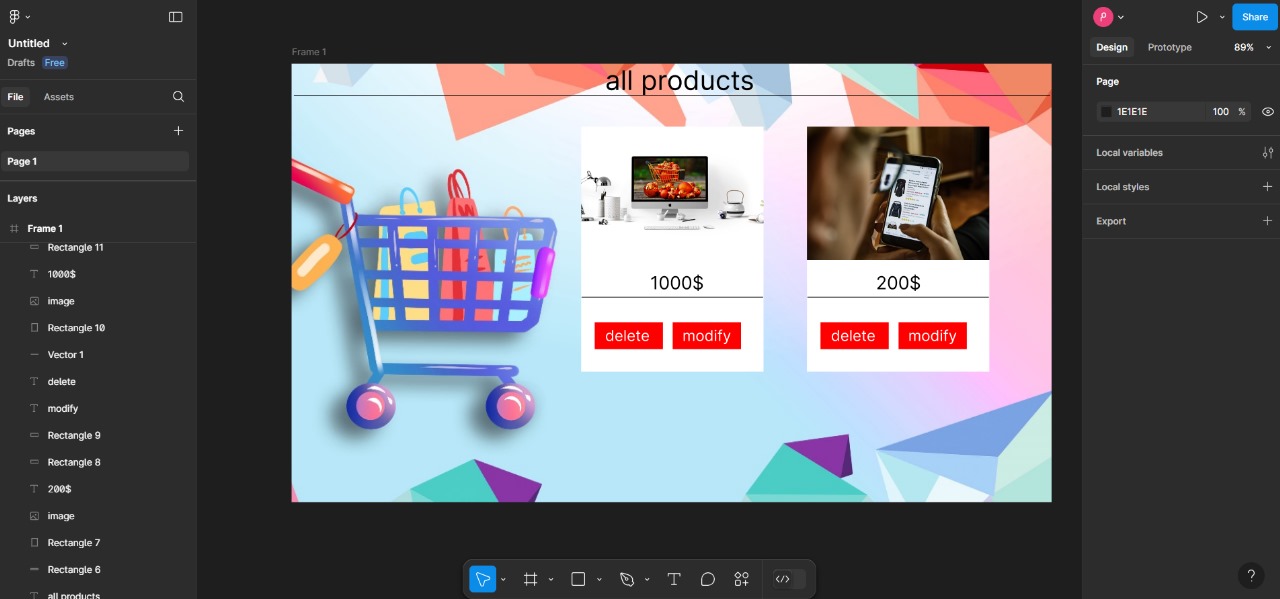 Untitled
Drafts Free
File Assets
Pages
Page 1
Layers
Frame 1
Rectangle 11
1000$
image
Rectangle 10
Vector 1
delete
modify
Rectangle 9
Rectangle 8
200$
image
Rectangle 7
Rectangle 6
all products
Frame 1
all products
1000$
delete modify
200$
delete modify
P
Share
Design Prototype 89%
Page
1E1E1E 100 %
Local variables
Local styles
Export
?